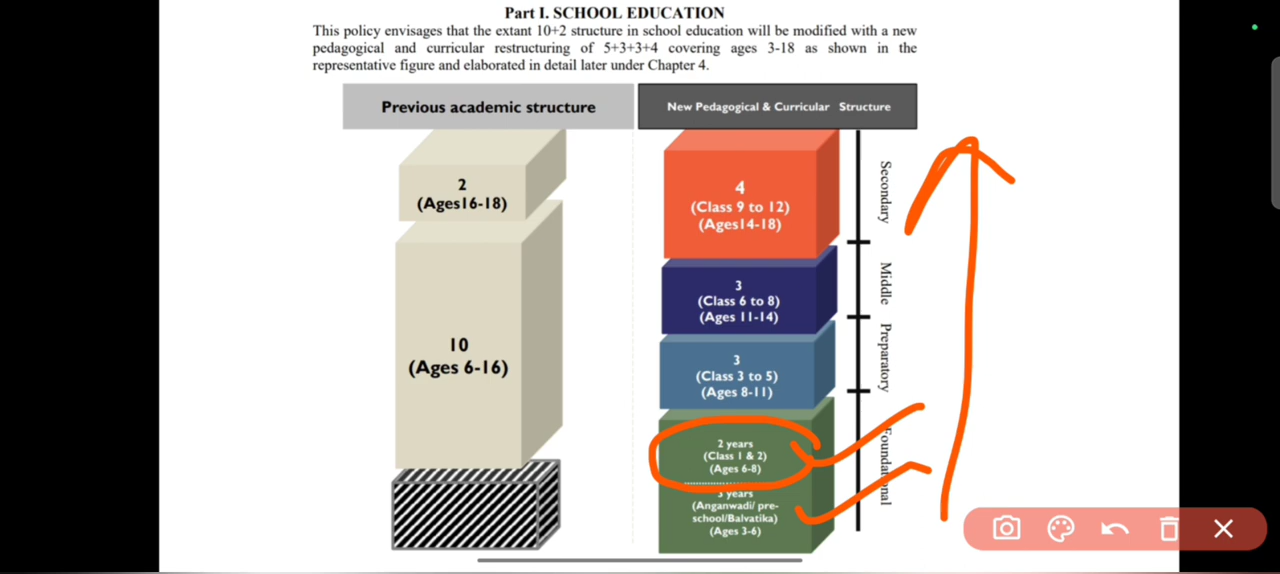 Part I. SCHOOL EDUCATION
This policy envisages that the extant 10+2 structure in school education will be modified with a new
pedagogical and curricular restructuring of 5+3+3+4 covering ages 3-18 as shown in the
representative figure and elaborated in detail later under Chapter 4.
Previous academic structure
New Pedagogical & Curricular Structure
2
(Ages16-18)
10
(Ages 6-16)
4
(Class 9 to 12)
(Ages14-18)
3
(Class 6 to 8)
(Ages 11-14)
3
(Class 3 to 5)
(Ages 8-11)
2 years
(Class 1 & 2)
(Ages 6-8)
3 years
(Anganwadi/ pre-
school/Balvatika)
(Ages 3-6)
Secondary
Middle
Preparatory
Foundational